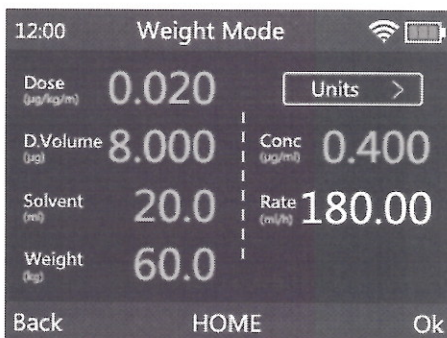 12:00 Weight Mode
Dose 0.020 Units >
(μg/kg/m)
D.Volume 8.000 Conc 0.400
(μg) (μg/ml)
Solvent 20.0 Rate 180.00
(ml) (ml/h)
Weight 60.0
(kg)
Back HOME Ok